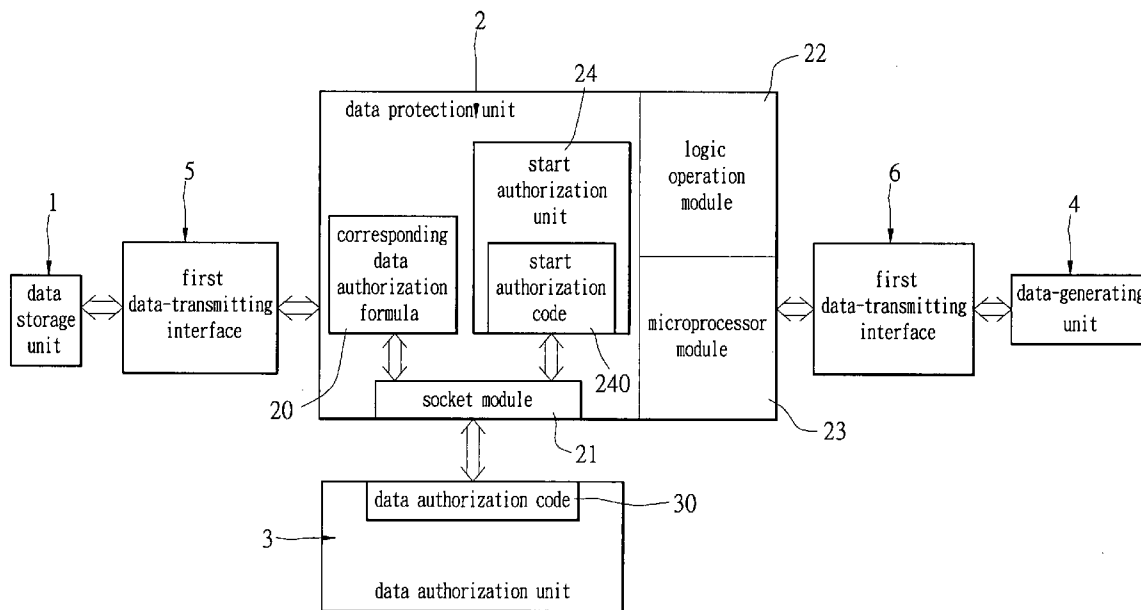 2
22
24
data protection unit
5
start
authorization
unit
logic
operation
module
6
1
4
corresponding
data
authorization
formula
first
data-transmitting
interface
start
authorization
code
first
data-transmitting
interface
data
storage
unit
data-generating
unit
microprocessor
module
240
20
socket module
21
23
data authorization code
30
3
data authorization unit